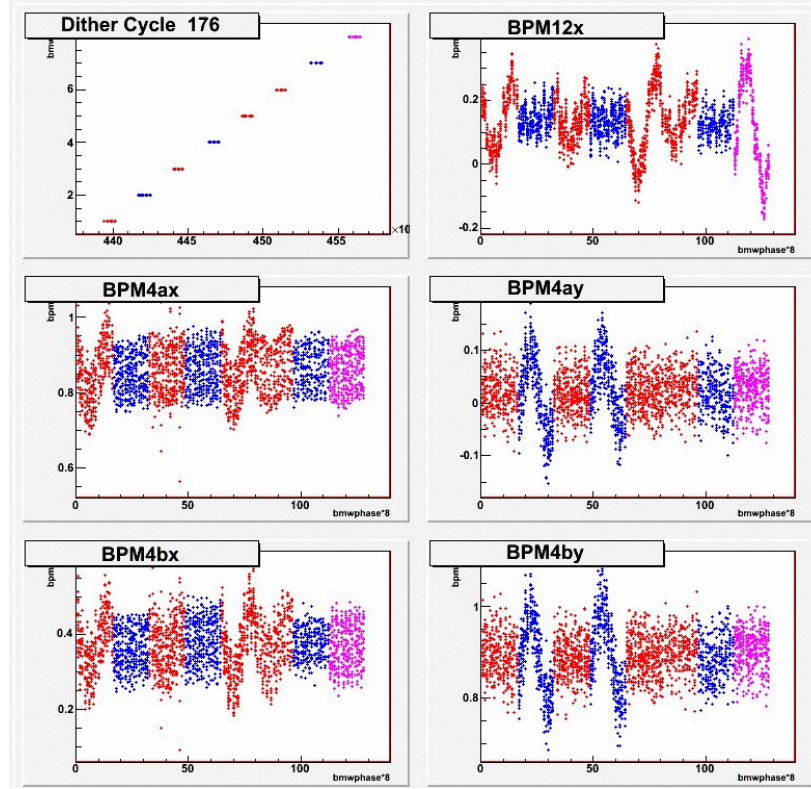 Dither Cycle 176
bmw
6
4
2
440
445
450
455
×10
BPM12x
bpm
0.2
0
-0.2
0
50
100
bmwphase*8
BPM4ax
bpm
1
0.8
0.6
0
50
100
bmwphase*8
BPM4ay
bpm
0.1
0
-0.1
0
50
100
bmwphase*8
BPM4bx
bpm
0.4
0.2
0
50
100
bmwphase*8
BPM4by
bpm
1
0.8
0
50
100
bmwphase*8